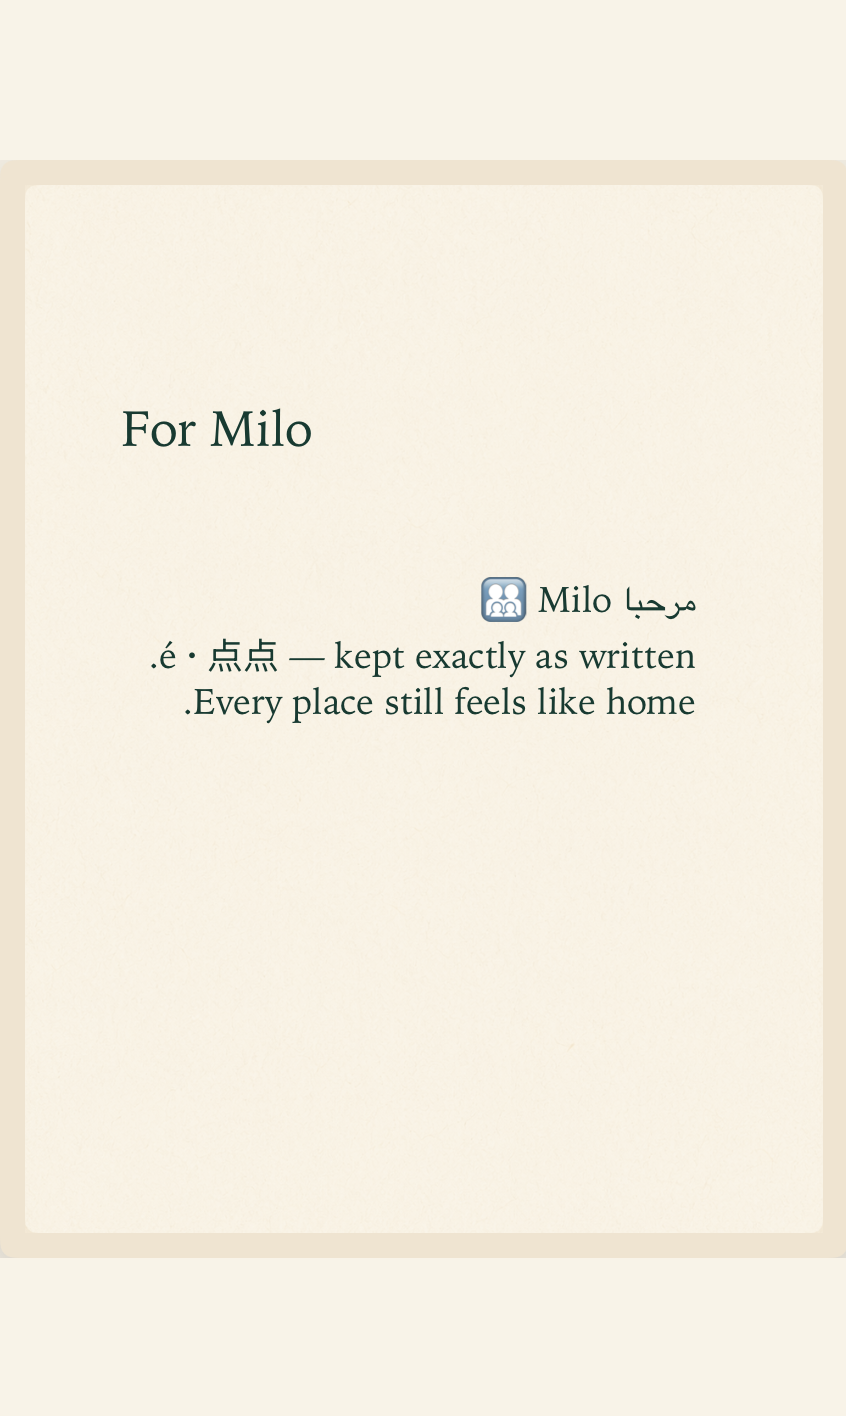 For Milo
مرحبا Milo 👨‍👩‍👧‍👦
é · 点点 — kept exactly as written.
Every place still feels like home.